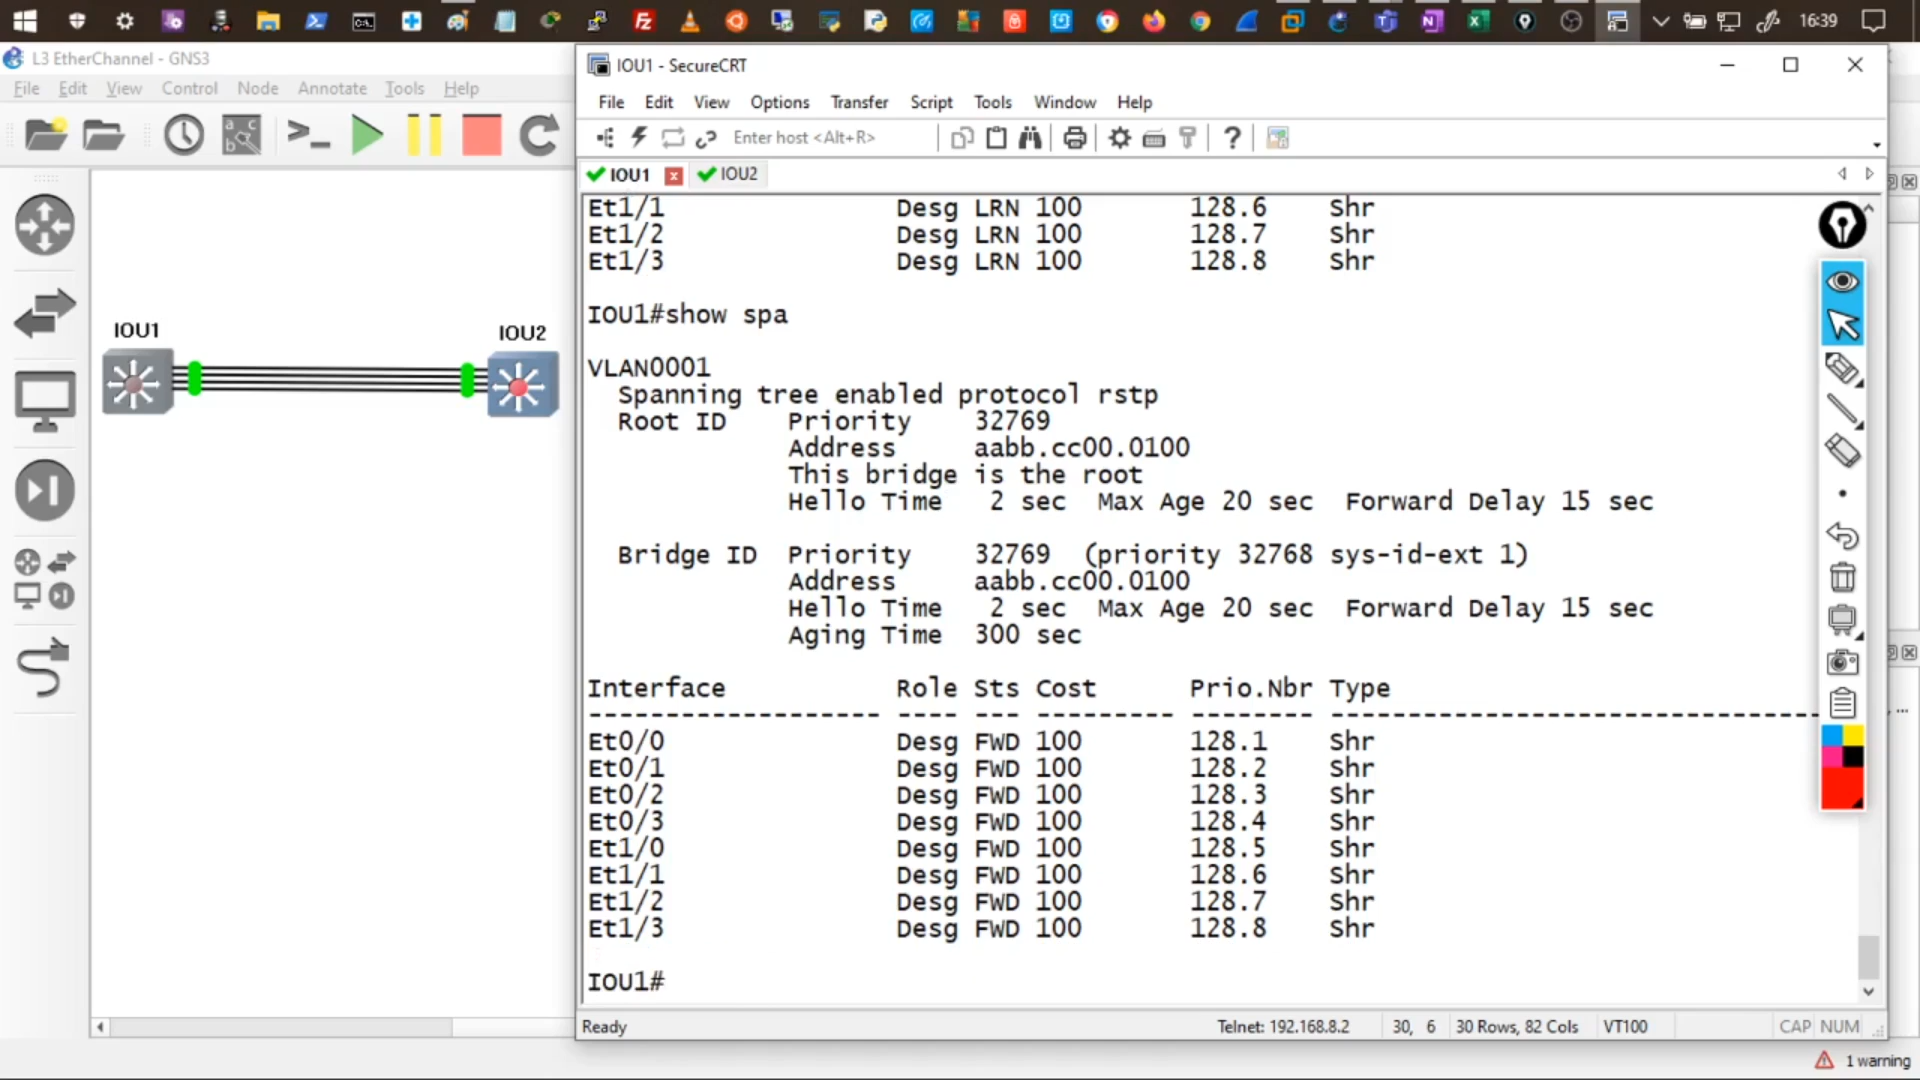 16:39
L3 EtherChannel - GNS3
File Edit View Control Node Annotate Tools Help
IOU1
IOU2
IOU1 - SecureCRT
File Edit View Options Transfer Script Tools Window Help
Enter host <Alt+R>
IOU1 IOU2
Et1/1 Desg LRN 100 128.6 Shr
Et1/2 Desg LRN 100 128.7 Shr
Et1/3 Desg LRN 100 128.8 Shr
IOU1#show spa
VLAN0001
Spanning tree enabled protocol rstp
Root ID Priority 32769
Address aabb.cc00.0100
This bridge is the root
Hello Time 2 sec Max Age 20 sec Forward Delay 15 sec
Bridge ID Priority 32769 (priority 32768 sys-id-ext 1)
Address aabb.cc00.0100
Hello Time 2 sec Max Age 20 sec Forward Delay 15 sec
Aging Time 300 sec
Interface Role Sts Cost Prio.Nbr Type
------------------- ---- --- --------- -------- --------------------------------
Et0/0 Desg FWD 100 128.1 Shr
Et0/1 Desg FWD 100 128.2 Shr
Et0/2 Desg FWD 100 128.3 Shr
Et0/3 Desg FWD 100 128.4 Shr
Et1/0 Desg FWD 100 128.5 Shr
Et1/1 Desg FWD 100 128.6 Shr
Et1/2 Desg FWD 100 128.7 Shr
Et1/3 Desg FWD 100 128.8 Shr
IOU1#
Ready Telnet: 192.168.8.2 30, 6 30 Rows, 82 Cols VT100 CAP NUM
1 warning